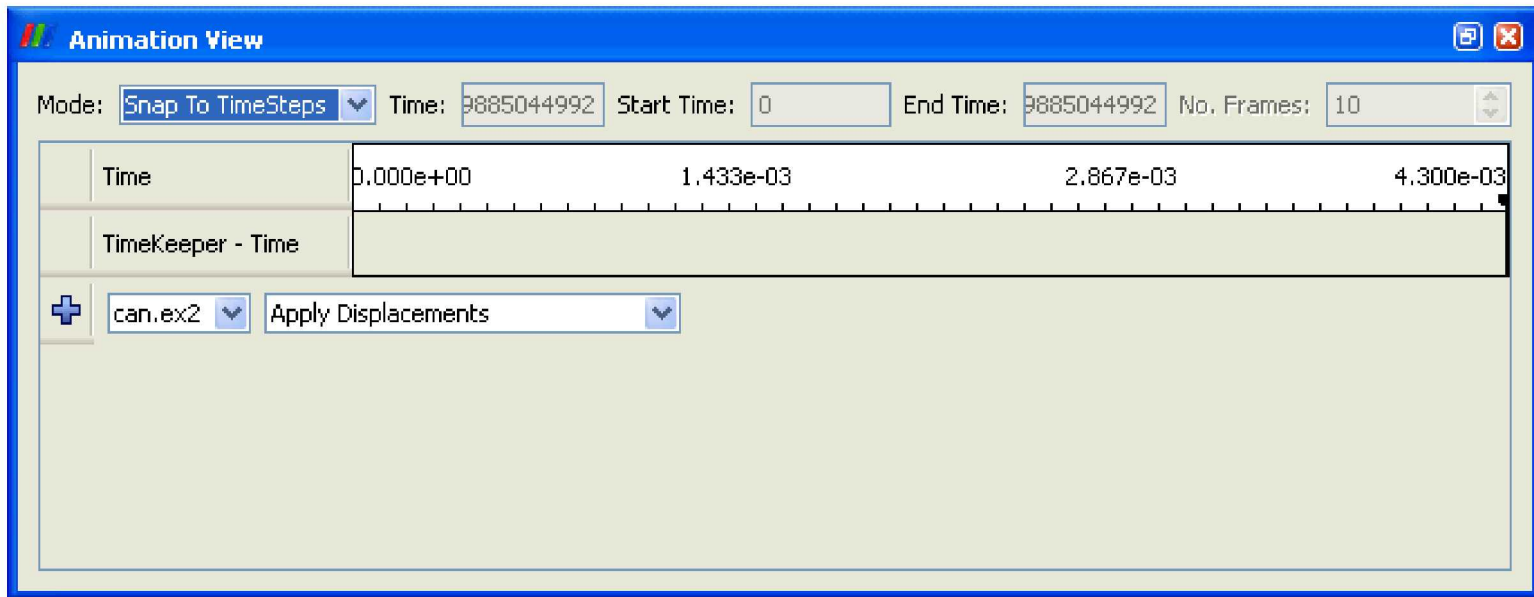 Animation View
Mode: Snap To TimeSteps Time: 9885044992 Start Time: 0 End Time: 9885044992 No. Frames: 10
Time 0.000e+00 1.433e-03 2.867e-03 4.300e-03
TimeKeeper - Time
can.ex2 Apply Displacements